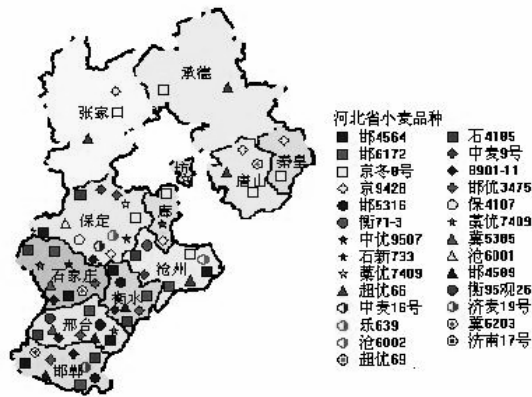 承德
张家口
秦皇
唐山
廊
保定
沧州
石家庄
衡水
邢台
邯郸
河北省小麦品种
邯4564
邯6172
京冬8号
京9428
邯5316
衡71-3
中优9507
石新733
藁优7409
超优66
中麦16号
乐639
沧6002
超优69
石4185
中麦9号
8901-11
邯优3475
保4107
藁优7409
冀5385
沧6001
邯4589
衡95观26
济麦19号
冀6203
济南17号